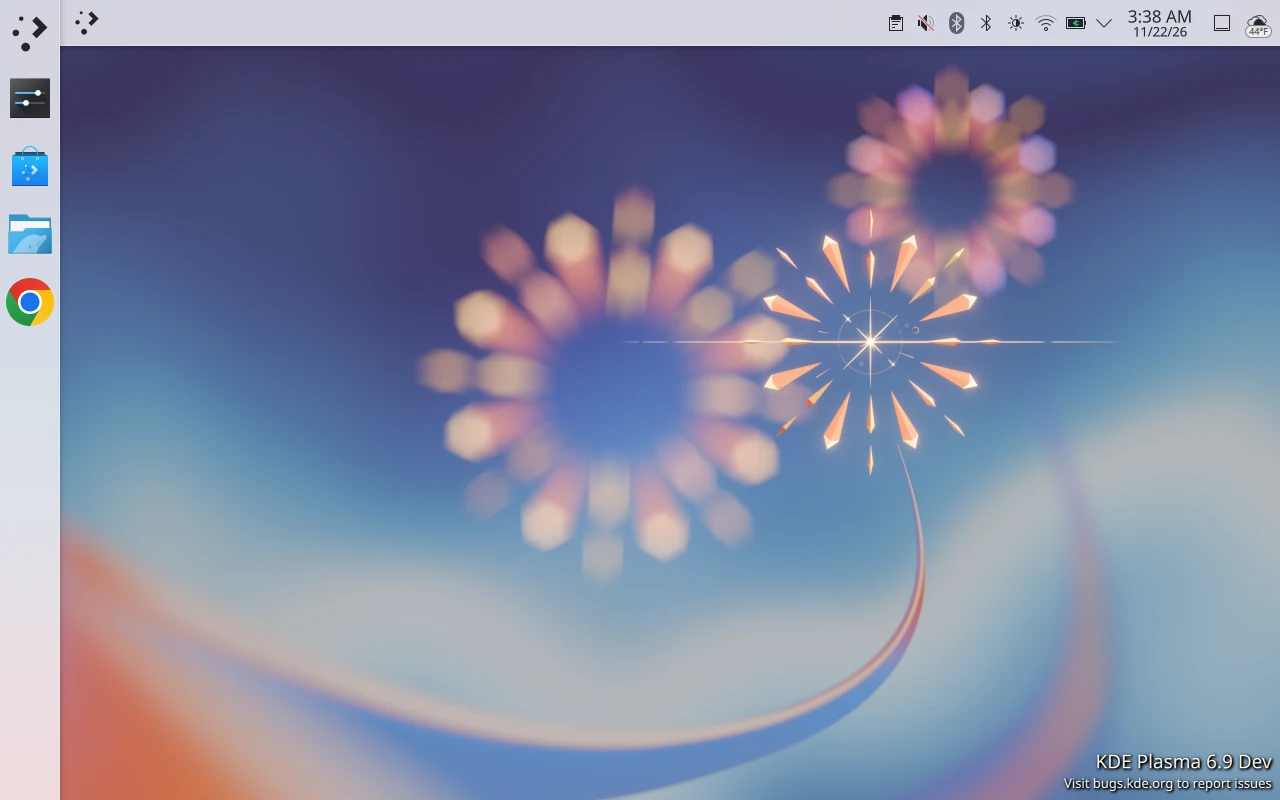 3:38 AM
11/22/26
44°F
KDE Plasma 6.9 Dev
Visit bugs.kde.org to report issues